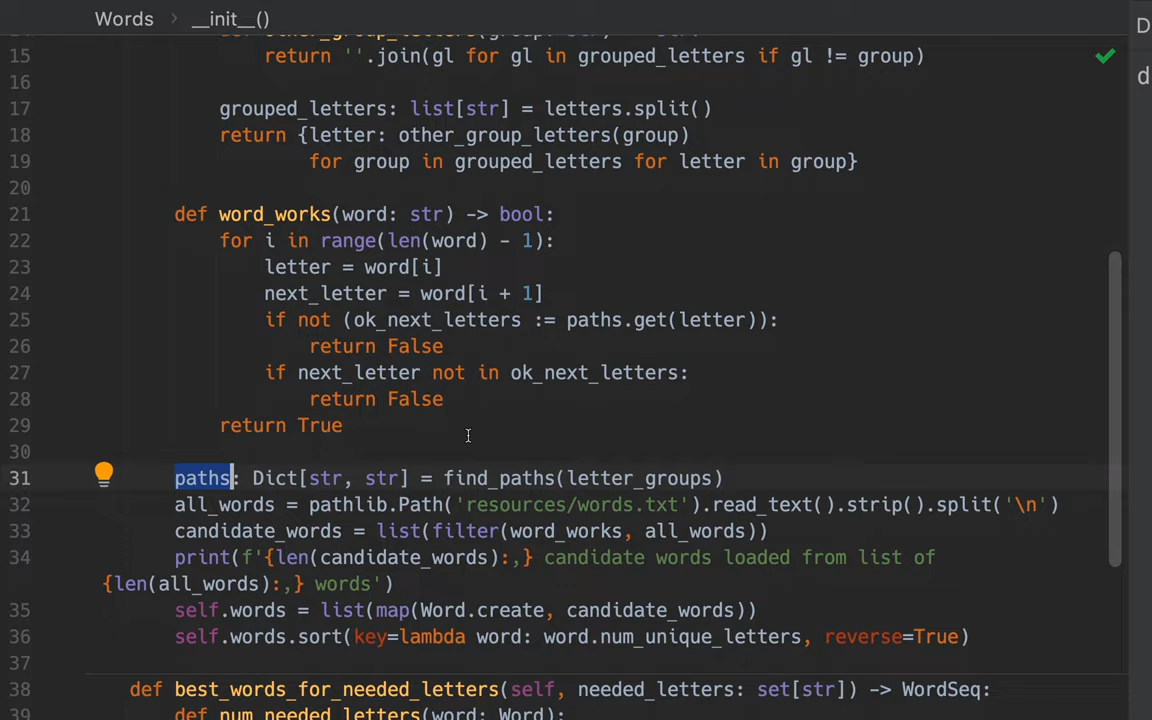 Words > __init__()
D
15 return ''.join(gl for gl in grouped_letters if gl != group)
d
16
17 grouped_letters: list[str] = letters.split()
18 return {letter: other_group_letters(group)
19 for group in grouped_letters for letter in group}
20
21 def word_works(word: str) -> bool:
22 for i in range(len(word) - 1):
23 letter = word[i]
24 next_letter = word[i + 1]
25 if not (ok_next_letters := paths.get(letter)):
26 return False
27 if next_letter not in ok_next_letters:
28 return False
29 return True
30
31 paths: Dict[str, str] = find_paths(letter_groups)
32 all_words = pathlib.Path('resources/words.txt').read_text().strip().split('\n')
33 candidate_words = list(filter(word_works, all_words))
34 print(f'{len(candidate_words):,} candidate words loaded from list of
{len(all_words):,} words')
35 self.words = list(map(Word.create, candidate_words))
36 self.words.sort(key=lambda word: word.num_unique_letters, reverse=True)
37
38 def best_words_for_needed_letters(self, needed_letters: set[str]) -> WordSeq:
39 def num_needed_letters(word: Word):